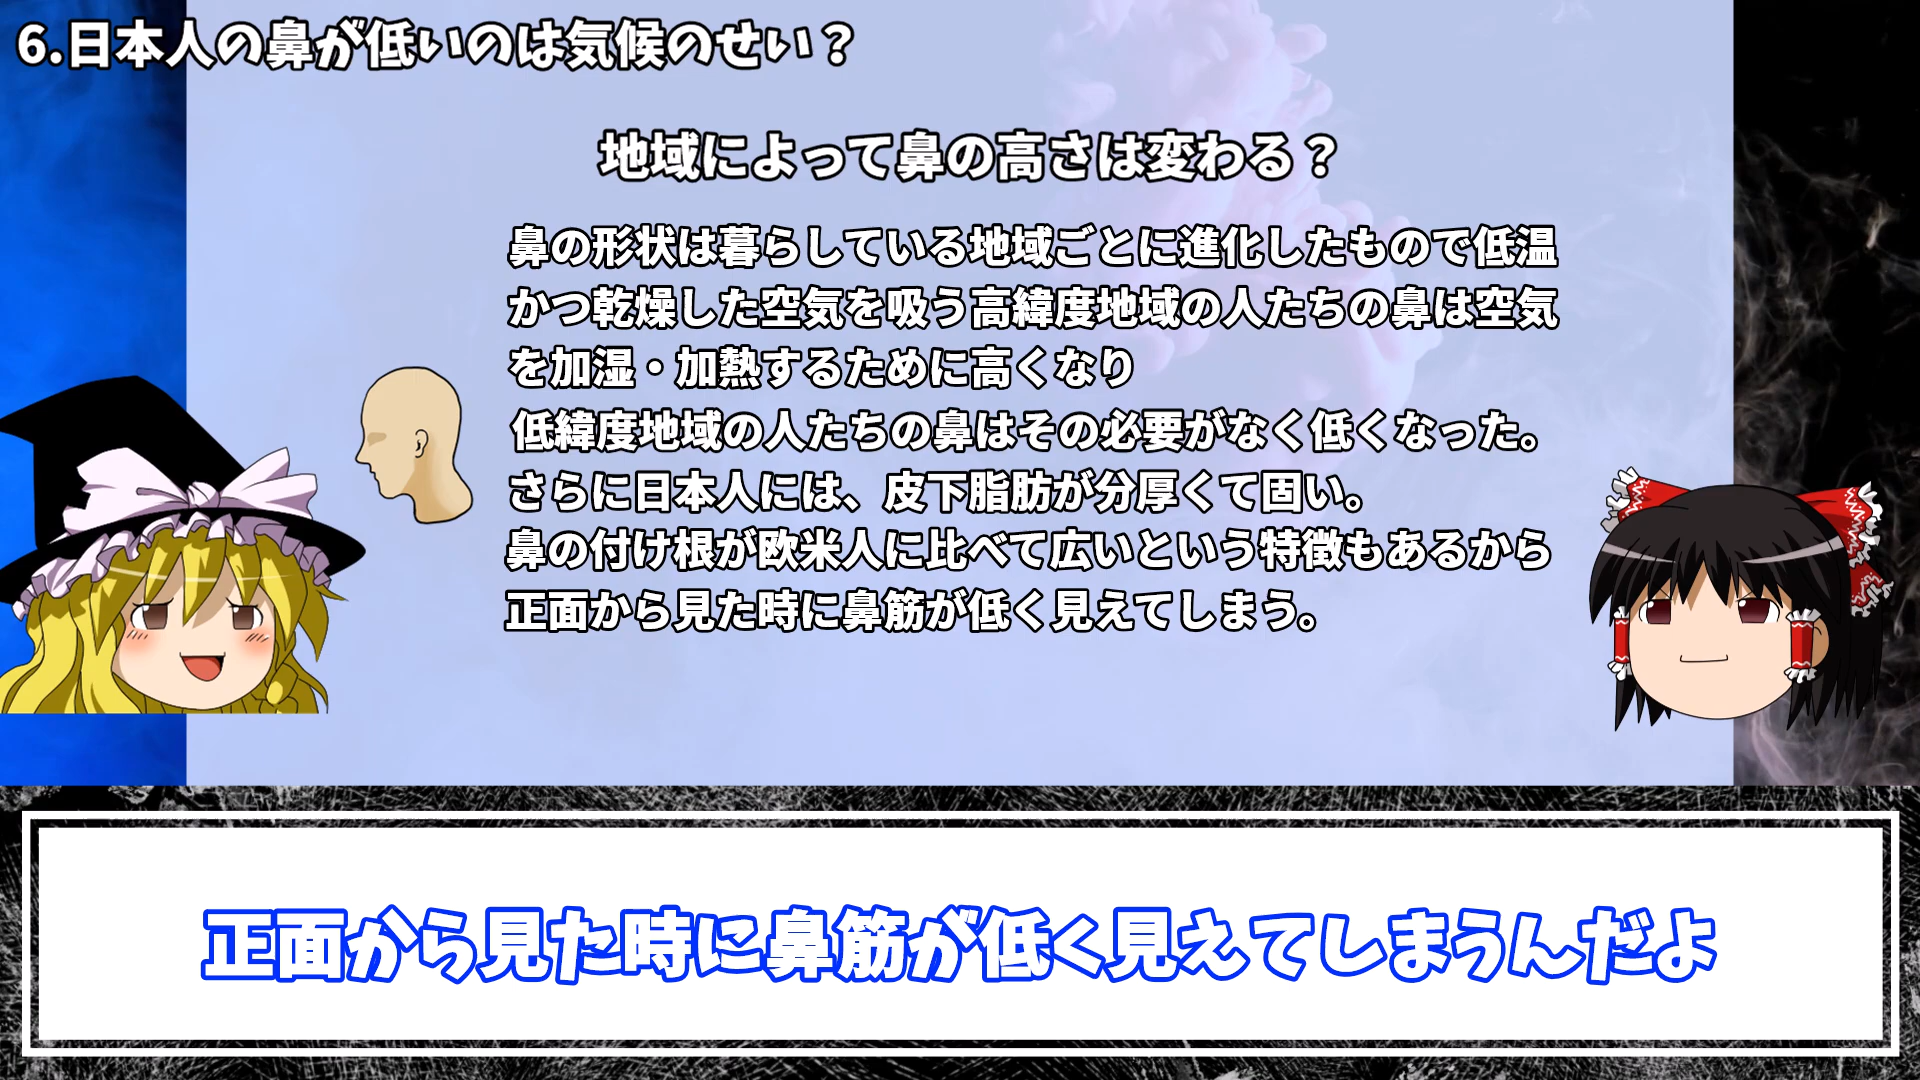 6.日本人の鼻が低いのは気候のせい？
地域によって鼻の高さは変わる？
鼻の形状は暮らしている地域ごとに進化したもので低温
かつ乾燥した空気を吸う高緯度地域の人たちの鼻は空気
を加湿・加熱するために高くなり
低緯度地域の人たちの鼻はその必要がなく低くなった。
さらに日本人には、皮下脂肪が分厚くて固い。
鼻の付け根が欧米人に比べて広いという特徴もあるから
正面から見た時に鼻筋が低く見えてしまう。
正面から見た時に鼻筋が低く見えてしまうんだよ